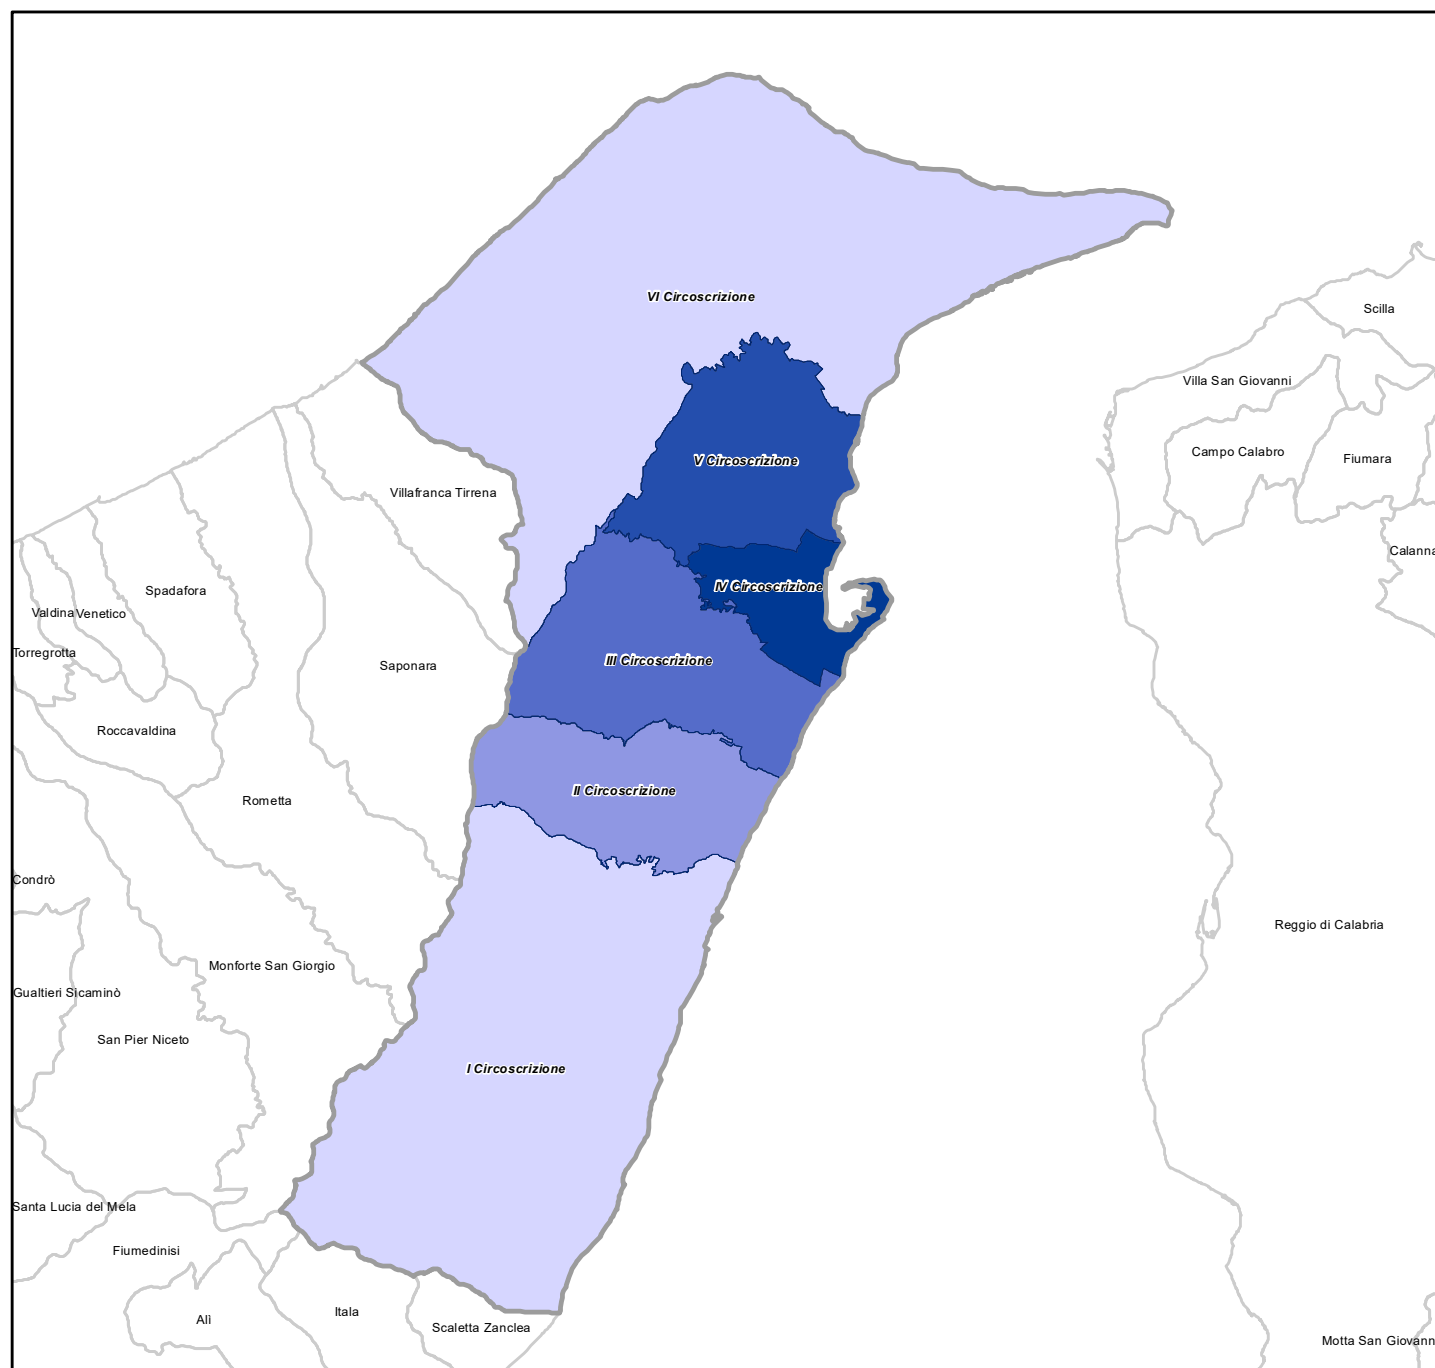 VI Circoscrizione
Scilla
Villa San Giovanni
Campo Calabro
Fiumara
V Circoscrizione
Villafranca Tirrena
Calanna
IV Circoscrizione
Spadafora
Valdina
Venetico
Torregrotta
III Circoscrizione
Saponara
Roccavaldina
II Circoscrizione
Rometta
Condrò
Reggio di Calabria
Monforte San Giorgio
Gualtieri Sicaminò
San Pier Niceto
I Circoscrizione
Santa Lucia del Mela
Fiumedinisi
Itala
Alì
Scaletta Zanclea
Motta San Giovann